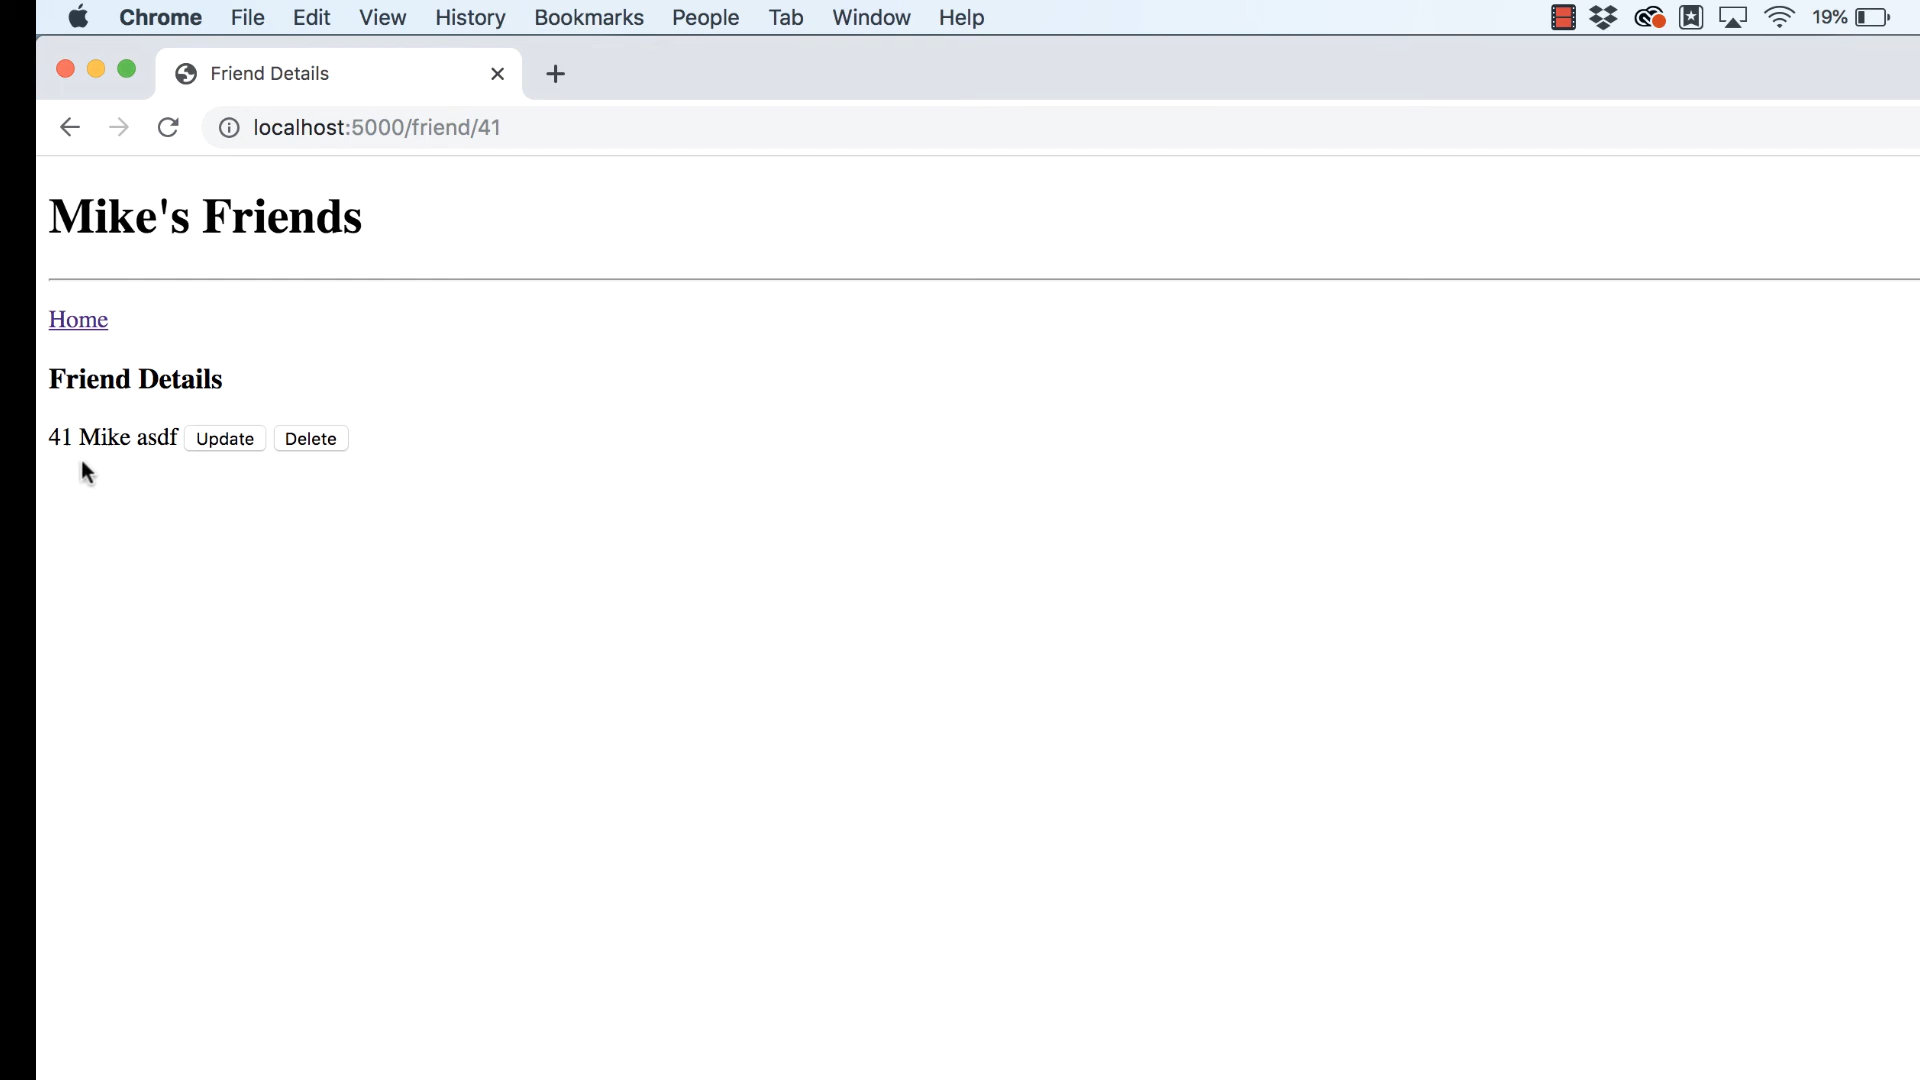 Chrome File Edit View History Bookmarks People Tab Window Help 19%
Friend Details
localhost:5000/friend/41
Mike's Friends
Home
Friend Details
41 Mike asdf Update Delete